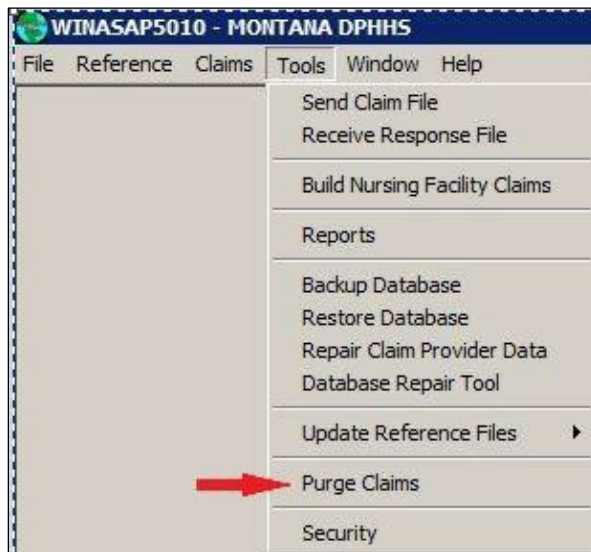 WINASAP5010 - MONTANA DPHHS
File Reference Claims Tools Window Help
Send Claim File
Receive Response File
Build Nursing Facility Claims
Reports
Backup Database
Restore Database
Repair Claim Provider Data
Database Repair Tool
Update Reference Files
Purge Claims
Security